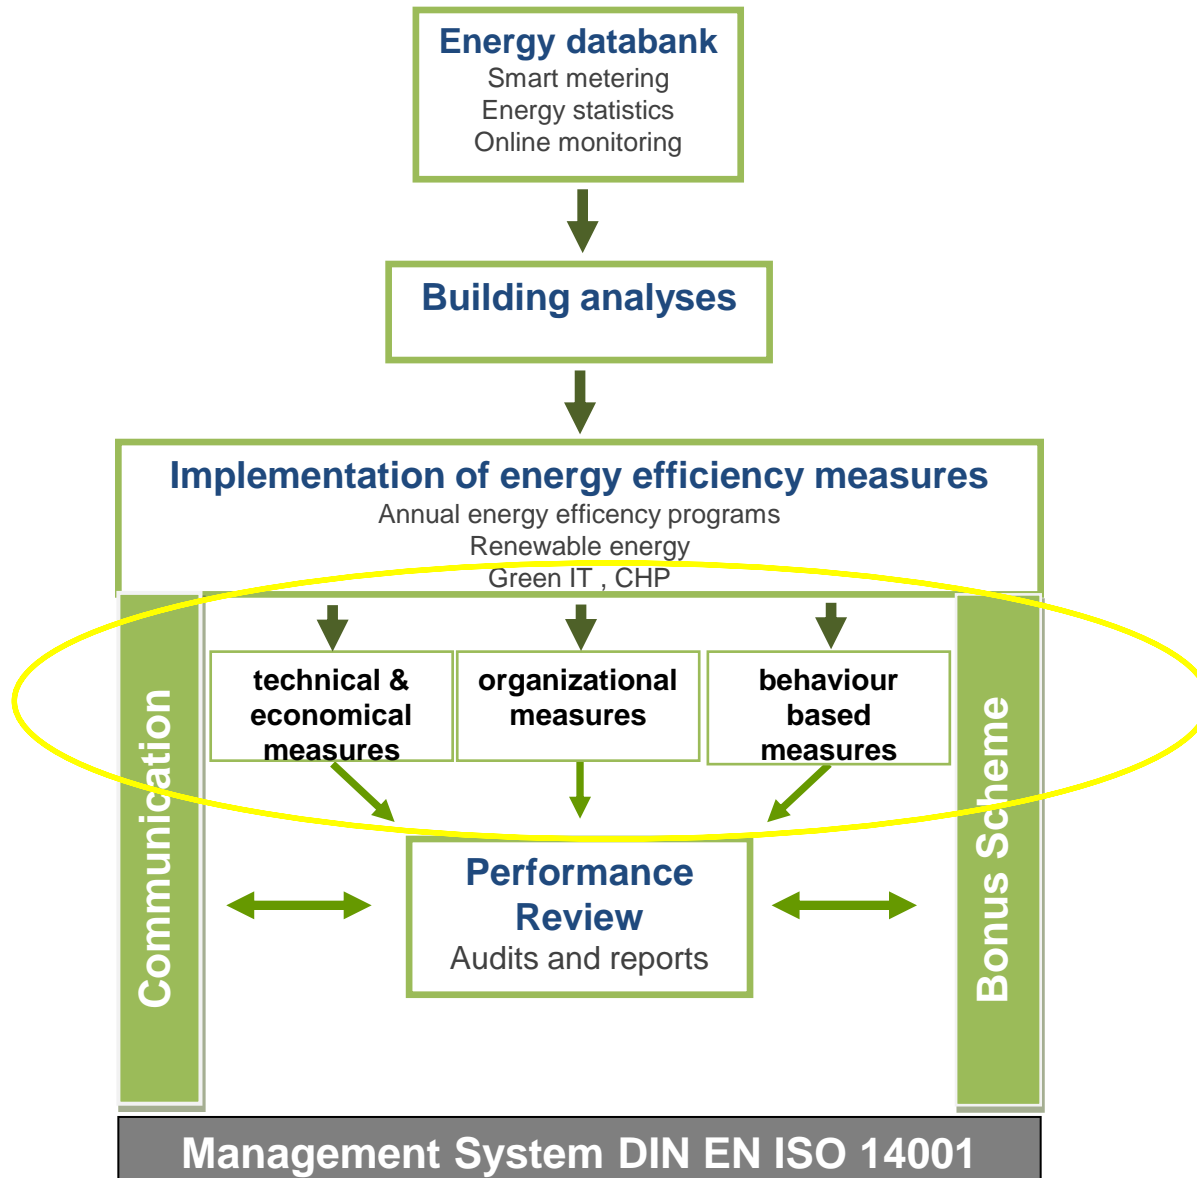 Energy databank
Smart metering
Energy statistics
Online monitoring
Building analyses
Implementation of energy efficiency measures
Annual energy efficency programs
Renewable energy
Green IT , CHP
technical &
economical
measures
organizational
measures
behaviour
based
measures
Communication
Performance
Review
Audits and reports
Bonus Scheme
Management System DIN EN ISO 14001